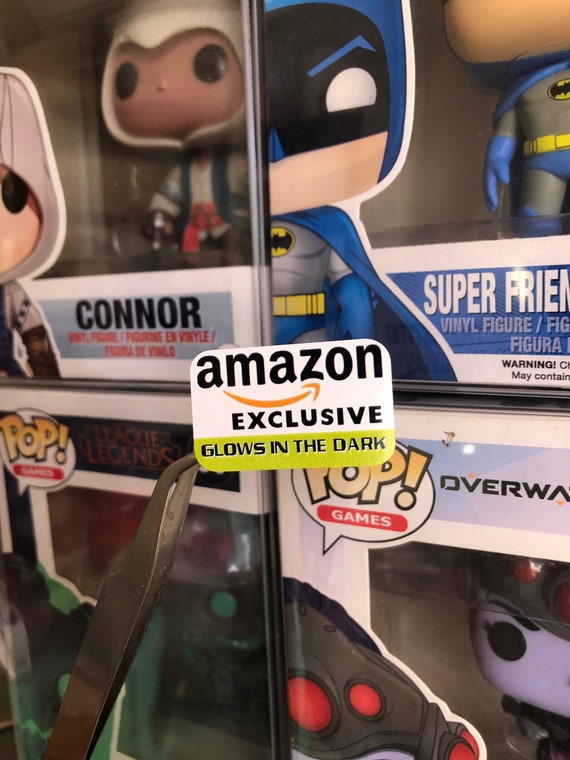 CONNOR
VINYL FIGURE / FIGURINE EN VINYLE /
FIGURA DE VINILO
SUPER FRIEN
VINYL FIGURE / FIG
FIGURA
WARNING: C
May contain
amazon
EXCLUSIVE
GLOWS IN THE DARK
POP!
GAMES
LEAGUE
LEGENDS
POP!
GAMES
OVERWA